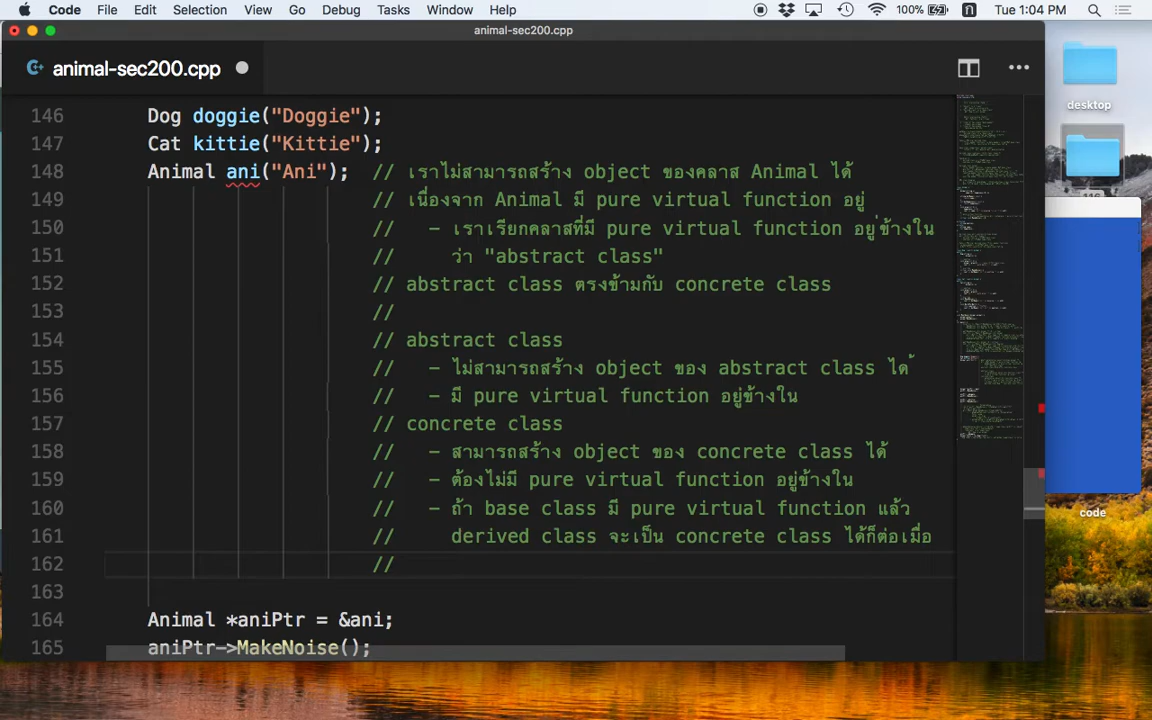 Code File Edit Selection View Go Debug Tasks Window Help 100% Tue 1:04 PM
animal-sec200.cpp
animal-sec200.cpp
desktop
146 Dog doggie("Doggie");
147 Cat kittie("Kittie");
148 Animal ani("Ani"); // เราไม่สามารถสร้าง object ของคลาส Animal ได้
149 // เนื่องจาก Animal มี pure virtual function อยู่
150 // - เราเรียกคลาสที่มี pure virtual function อยู่ข้างใน
151 // ว่า "abstract class"
152 // abstract class ตรงข้ามกับ concrete class
153 //
154 // abstract class
155 // - ไม่สามารถสร้าง object ของ abstract class ได้
156 // - มี pure virtual function อยู่ข้างใน
157 // concrete class
158 // - สามารถสร้าง object ของ concrete class ได้
159 // - ต้องไม่มี pure virtual function อยู่ข้างใน
160 // - ถ้า base class มี pure virtual function แล้ว
161 // derived class จะเป็น concrete class ได้ก็ต่อเมื่อ
162 //
163
164 Animal *aniPtr = &ani;
165 aniPtr->MakeNoise();
code